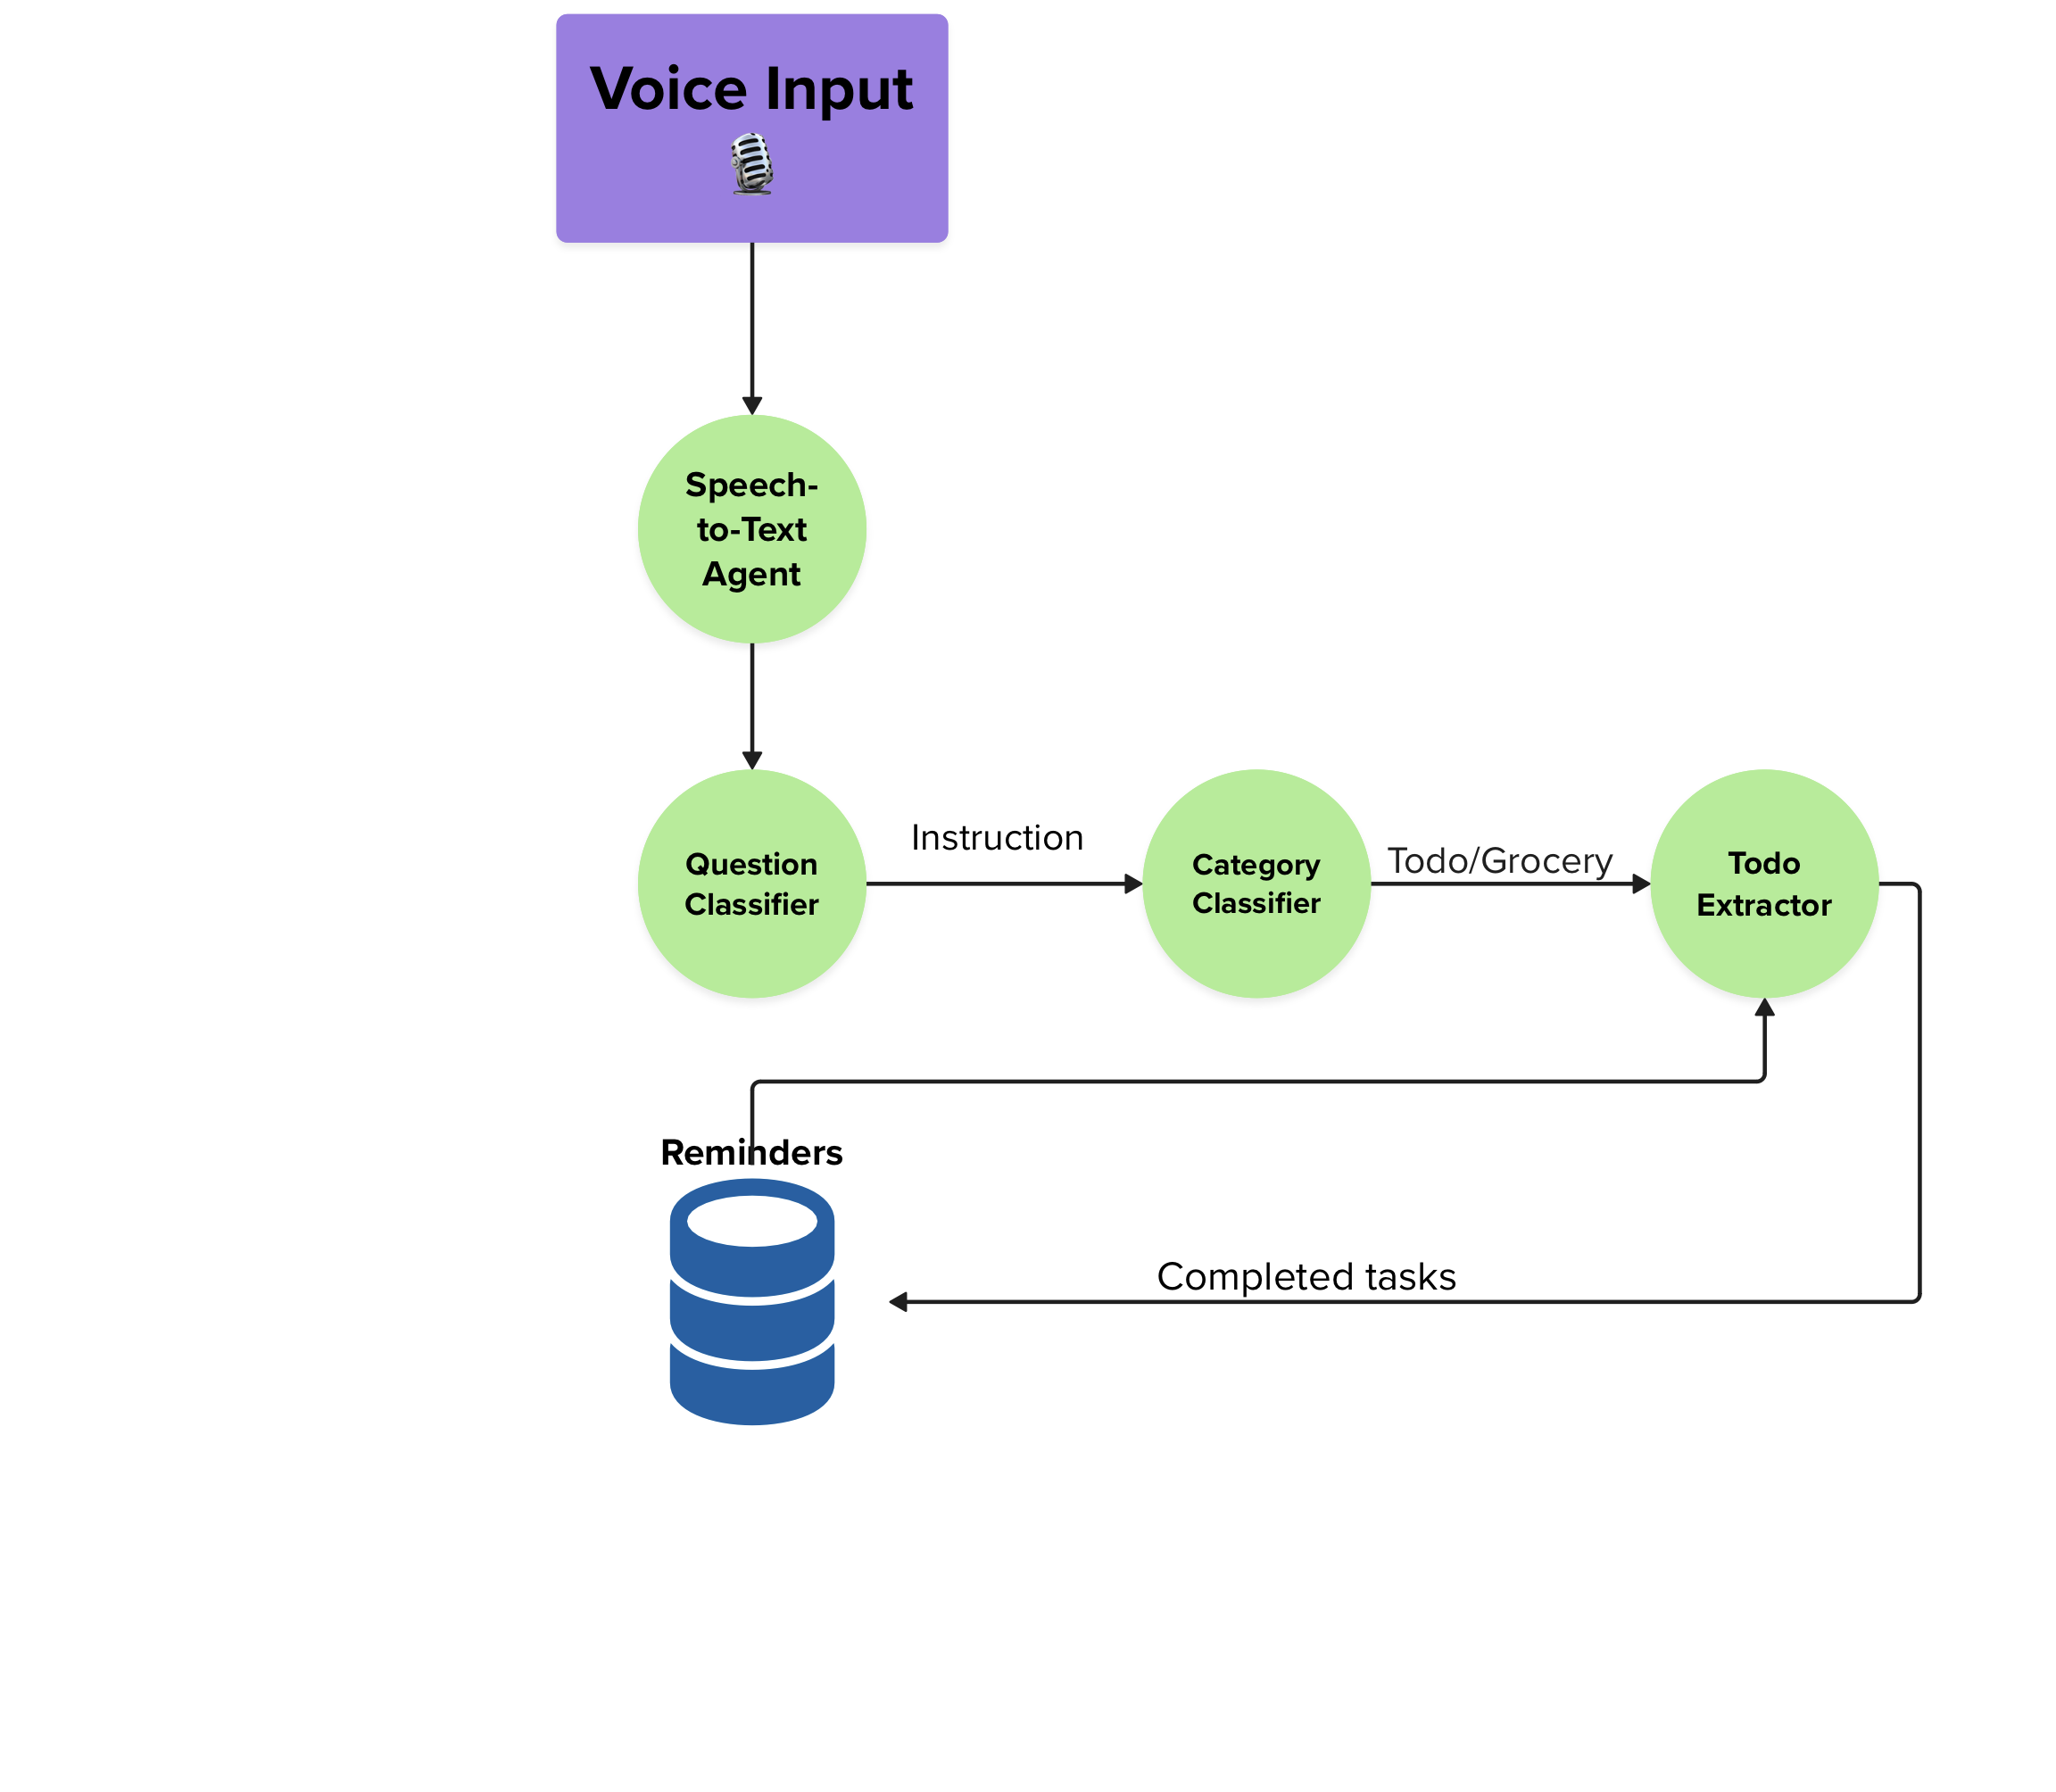 Voice Input
Speech-
to-Text
Agent
Question
Classifier
Instruction
Category
Classifier
Todo/Grocery
Todo
Extractor
Reminders
Completed tasks